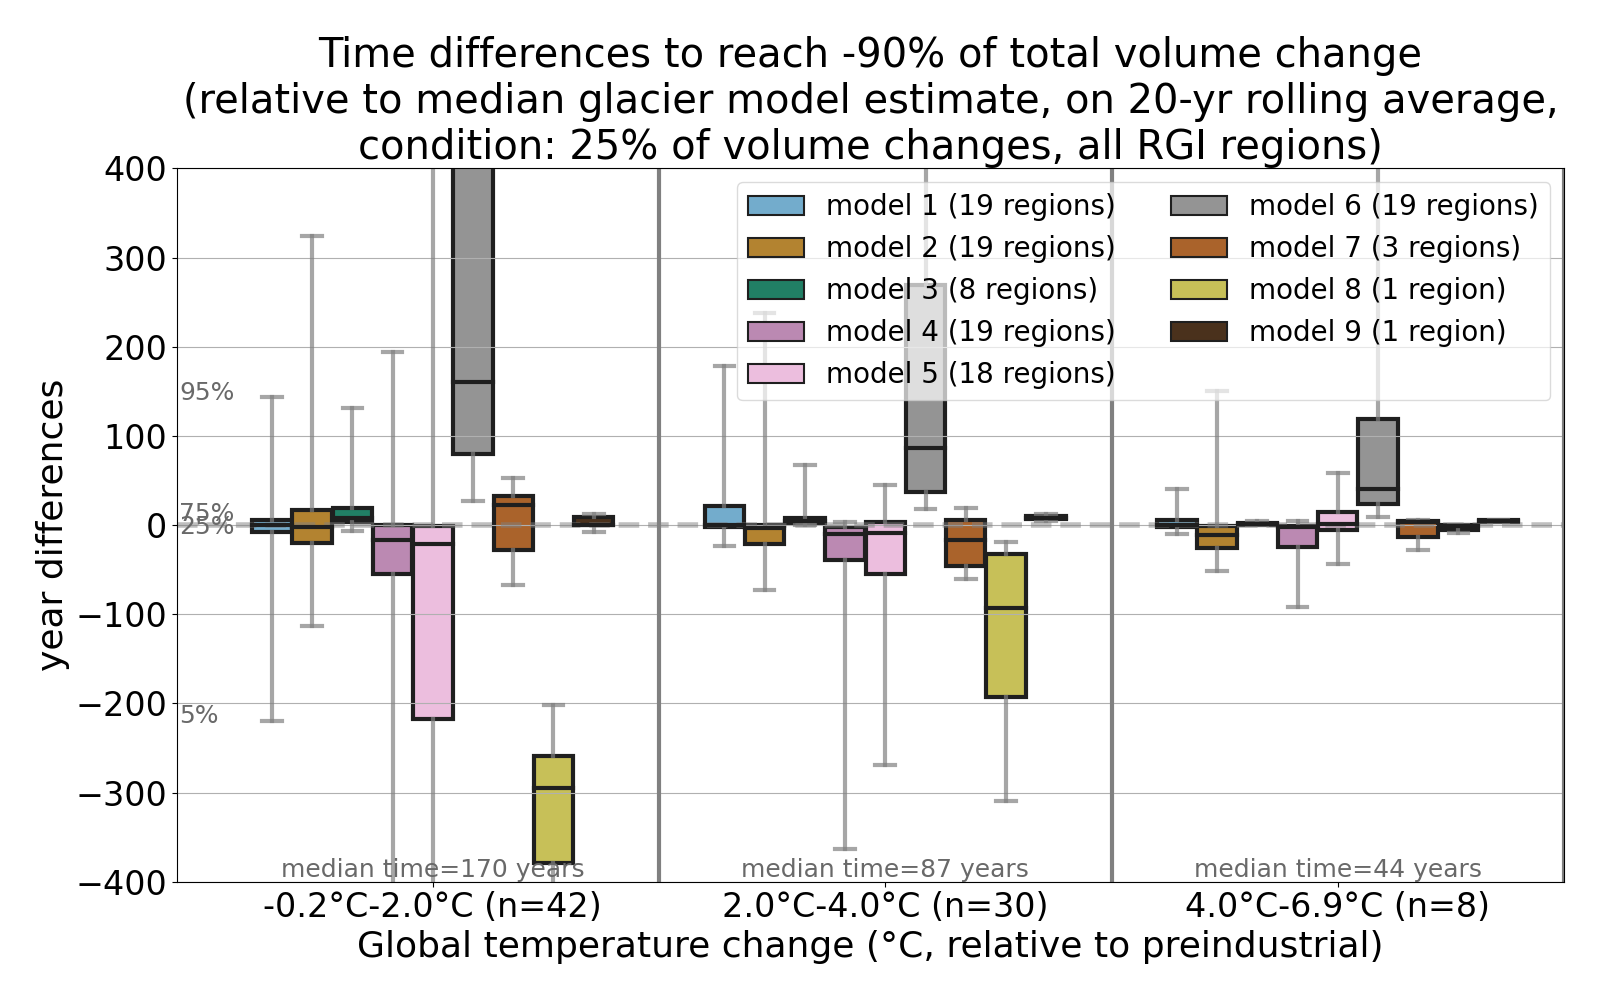 Time differences to reach -90% of total volume change
(relative to median glacier model estimate, on 20-yr rolling average,
condition: 25% of volume changes, all RGI regions)
year differences
400
300
200
100
0
−100
−200
−300
−400
95%
75%
25%
5%
model 1 (19 regions)
model 2 (19 regions)
model 3 (8 regions)
model 4 (19 regions)
model 5 (18 regions)
model 6 (19 regions)
model 7 (3 regions)
model 8 (1 region)
model 9 (1 region)
median time=170 years
median time=87 years
median time=44 years
-0.2°C-2.0°C (n=42)
2.0°C-4.0°C (n=30)
4.0°C-6.9°C (n=8)
Global temperature change (°C, relative to preindustrial)